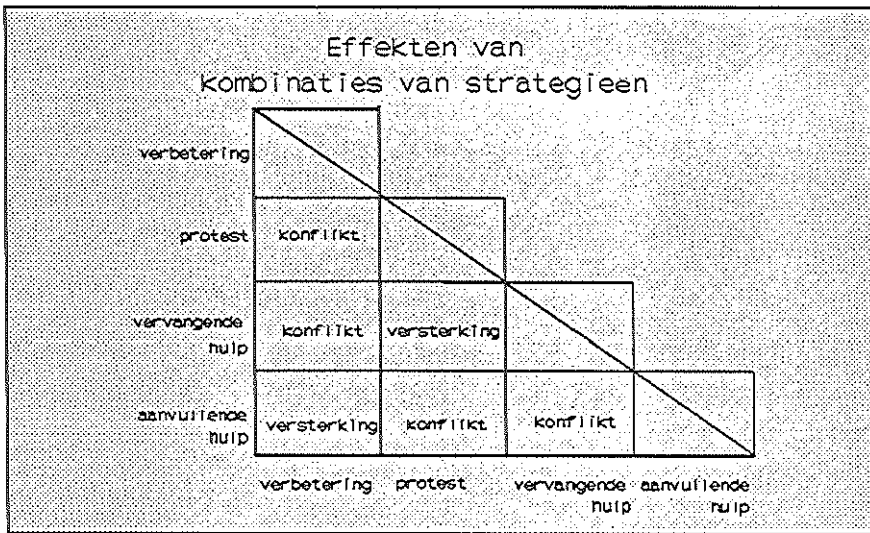 Effekten van
kombinaties van strategieen
verbetering
protest
konflikt
vervangende
hulp
konflikt
versterking
aanvullende
hulp
versterking
konflikt
konflikt
verbetering
protest
vervangende
hulp
aanvullende
hulp